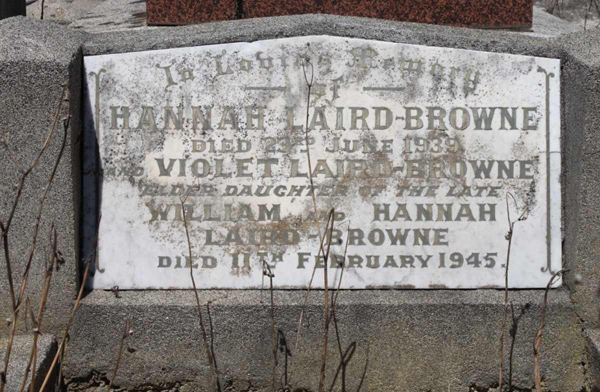 In Loving Memory
of
HANNAH LAIRD-BROWNE
DIED JUNE 1939
AND VIOLET LAIRD-BROWNE
ELDER DAUGHTER OF THE LATE
WILLIAM AND HANNAH
LAIRD-BROWNE
DIED 11TH FEBRUARY 1945.